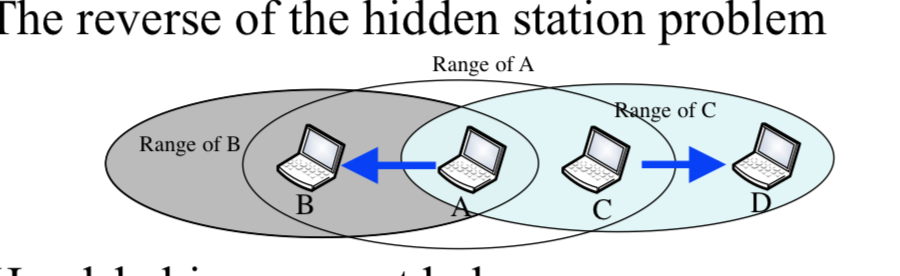 The reverse of the hidden station problem
Range of A
Range of C
Range of B
B
A
C
D